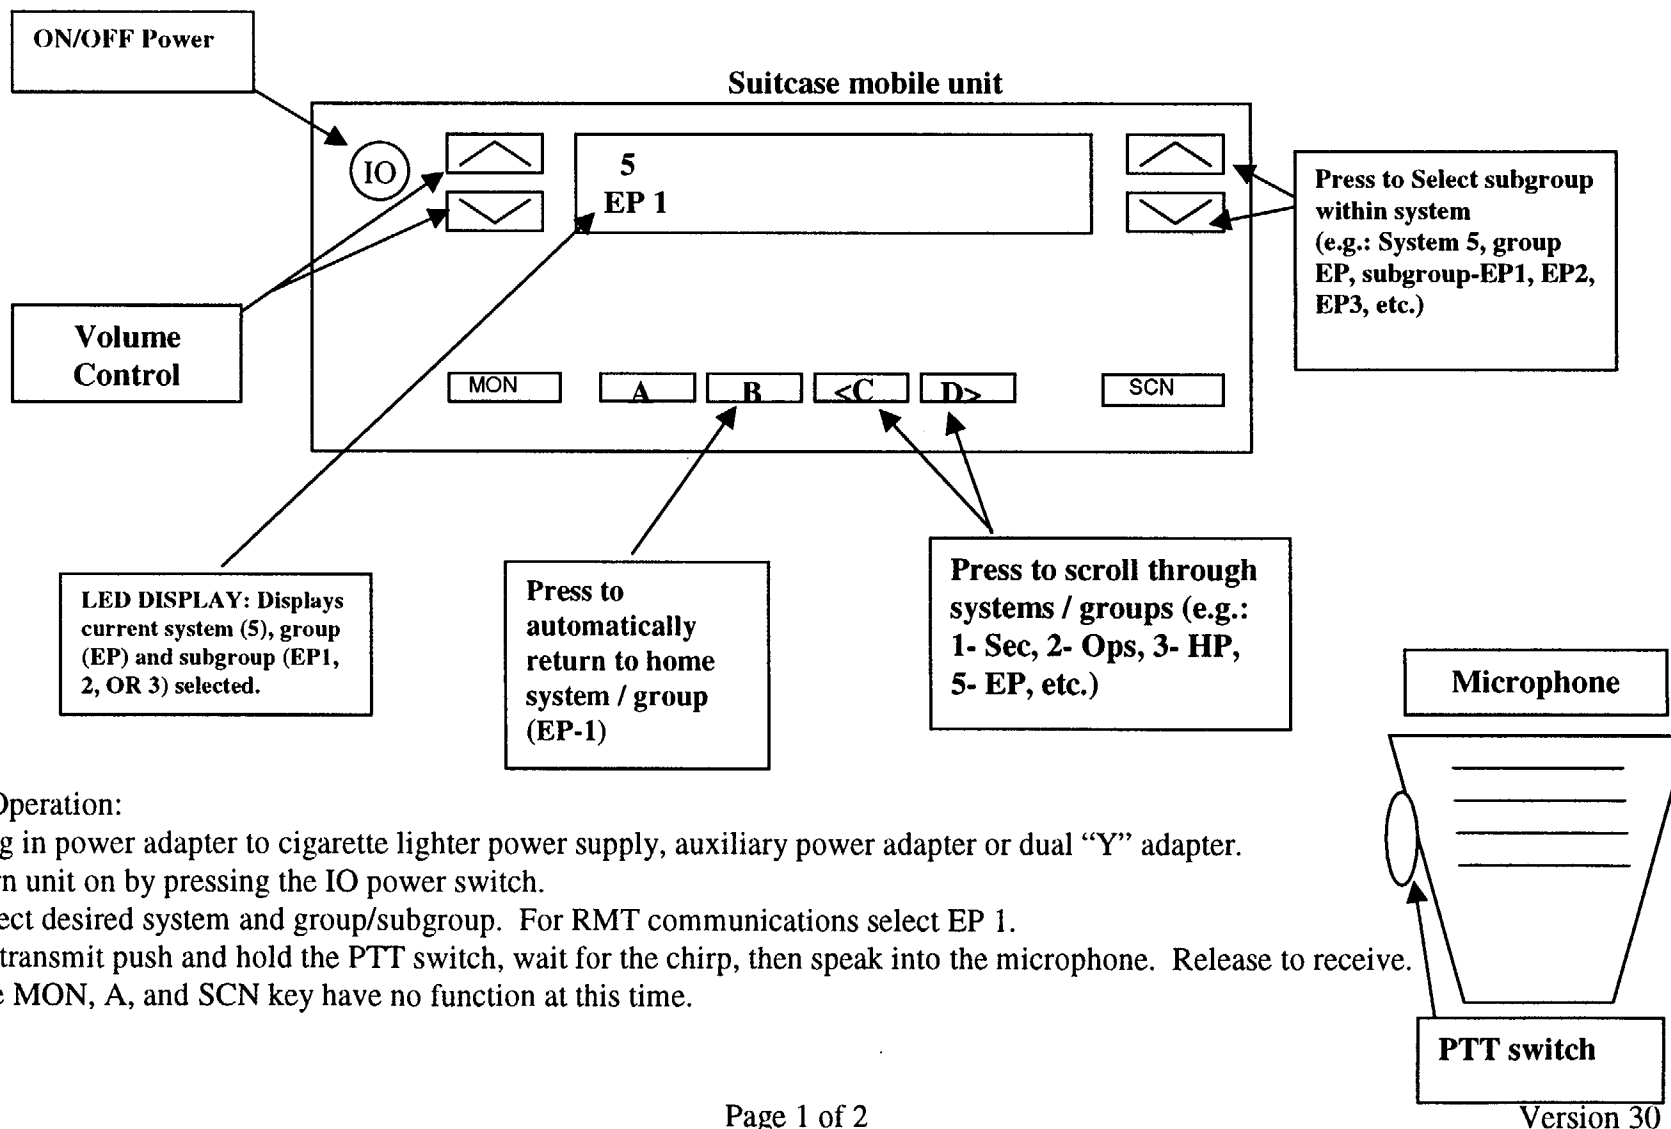 ON/OFF Power
Suitcase mobile unit
IO
5
EP 1
Press to Select subgroup
within system
(e.g.: System 5, group
EP, subgroup-EP1, EP2,
EP3, etc.)
Volume
Control
MON
A
B
<C
D>
SCN
LED DISPLAY: Displays
current system (5), group
(EP) and subgroup (EP1,
2, OR 3) selected.
Press to
automatically
return to home
system / group
(EP-1)
Press to scroll through
systems / groups (e.g.:
1- Sec, 2- Ops, 3- HP,
5- EP, etc.)
Microphone
Operation:
g in power adapter to cigarette lighter power supply, auxiliary power adapter or dual “Y” adapter.
n unit on by pressing the IO power switch.
ect desired system and group/subgroup.  For RMT communications select EP 1.
transmit push and hold the PTT switch, wait for the chirp, then speak into the microphone.  Release to receive.
e MON, A, and SCN key have no function at this time.
PTT switch
Page 1 of 2
Version 30